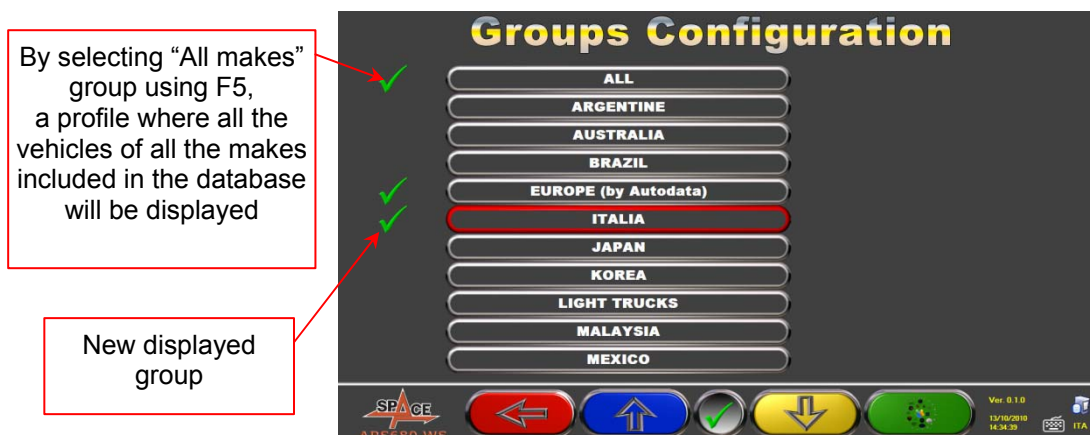 By selecting “All makes”
group using F5,
a profile where all the
vehicles of all the makes
included in the database
will be displayed
New displayed
group
Groups Configuration
ALL
ARGENTINE
AUSTRALIA
BRAZIL
EUROPE (by Autodata)
ITALIA
JAPAN
KOREA
LIGHT TRUCKS
MALAYSIA
MEXICO
SPACE
Ver. 0.1.0
13/10/2010
14:34:39
ITA